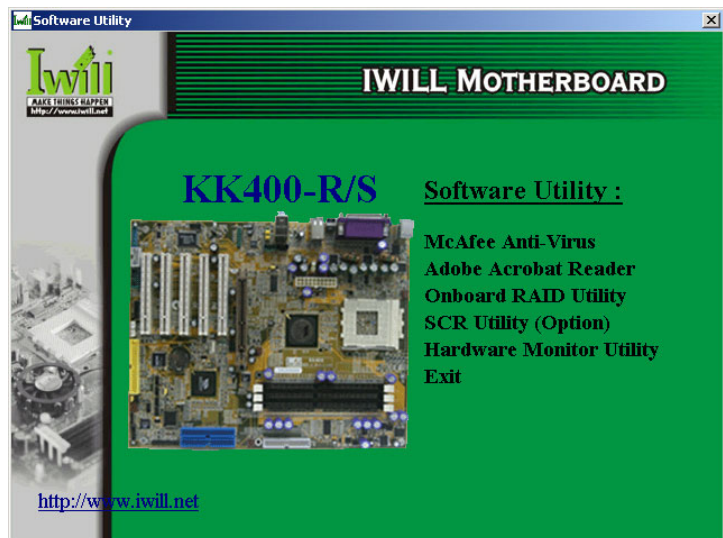 Software Utility
Iwill
MAKE THINGS HAPPEN
http://www.iwill.net
IWILL MOTHERBOARD
KK400-R/S
Software Utility :
McAfee Anti-Virus
Adobe Acrobat Reader
Onboard RAID Utility
SCR Utility (Option)
Hardware Monitor Utility
Exit
http://www.iwill.net